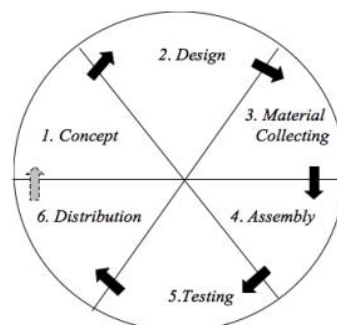 2. Design
3. Material
Collecting
1. Concept
6. Distribution
4. Assembly
5.Testing